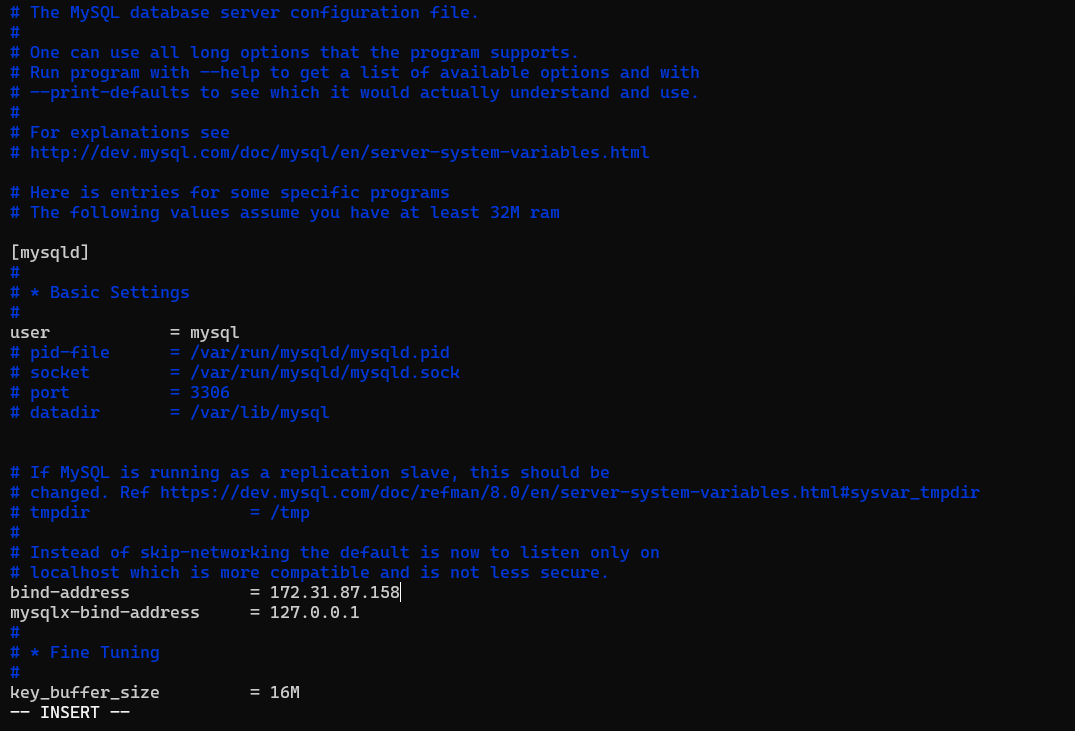 # The MySQL database server configuration file.
#
# One can use all long options that the program supports.
# Run program with --help to get a list of available options and with
# --print-defaults to see which it would actually understand and use.
#
# For explanations see
# http://dev.mysql.com/doc/mysql/en/server-system-variables.html

# Here is entries for some specific programs
# The following values assume you have at least 32M ram

[mysqld]
#
# * Basic Settings
#
user            = mysql
# pid-file      = /var/run/mysqld/mysqld.pid
# socket        = /var/run/mysqld/mysqld.sock
# port          = 3306
# datadir       = /var/lib/mysql


# If MySQL is running as a replication slave, this should be
# changed. Ref https://dev.mysql.com/doc/refman/8.0/en/server-system-variables.html#sysvar_tmpdir
# tmpdir                = /tmp
#
# Instead of skip-networking the default is now to listen only on
# localhost which is more compatible and is not less secure.
bind-address            = 172.31.87.158
mysqlx-bind-address     = 127.0.0.1
#
# * Fine Tuning
#
key_buffer_size         = 16M
-- INSERT --